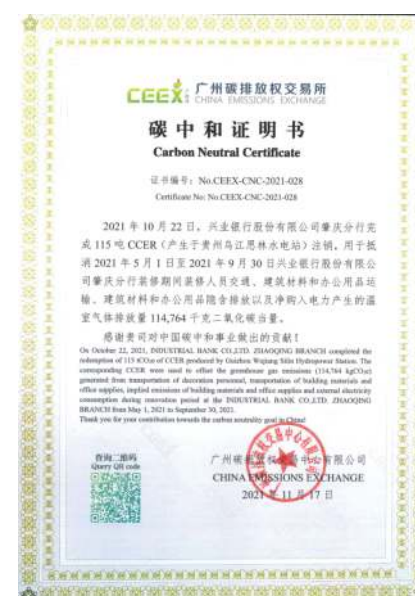 CEEX 广州碳排放权交易所
CHINA EMISSIONS EXCHANGE
碳中和证明书
Carbon Neutral Certificate
证书编号：No.CEEX-CNC-2021-028
Certificate No: No.CEEX-CNC-2021-028
2021 年 10 月 22 日，兴业银行股份有限公司肇庆分行完
成 115 吨 CCER（产生于贵州乌江思林水电站）注销，用于抵
消 2021 年 5 月 1 日至 2021 年 9 月 30 日兴业银行股份有限公
司肇庆分行装修期间装修人员交通、建筑材料和办公用品运
输、建筑材料和办公用品隐含排放以及净购入电力产生的温
室气体排放量 114,764 千克二氧化碳当量。
感谢贵司对中国碳中和事业做出的贡献！
On October 22, 2021, INDUSTRIAL BANK CO.,LTD. ZHAOQING BRANCH completed the
redemption of 115 tCO₂e of CCER produced by Guizhou Wujiang Silin Hydropower Station. The
corresponding CCER were used to offset the greenhouse gas emissions (114,764 kgCO₂e)
generated from transportation of decoration personnel, transportation of building materials and
office supplies, implied emissions of building materials and office supplies and external electricity
consumption during renovation period at the INDUSTRIAL BANK CO.,LTD. ZHAOQING
BRANCH from May 1, 2021 to September 30, 2021.
Thank you for your contribution towards the carbon neutrality goal in China!
查询二维码
Query QR code
广州碳排放权交易中心有限公司
CHINA EMISSIONS EXCHANGE
2021 年 11 月 17 日